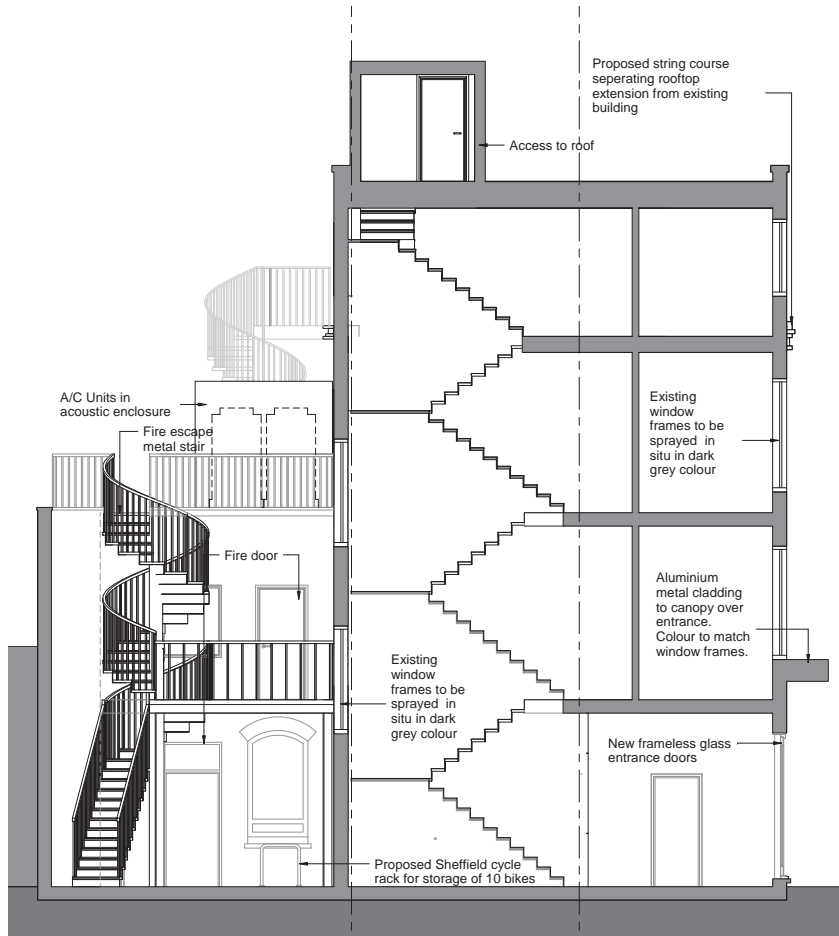 Proposed string course
seperating rooftop
extension from existing
building
Access to roof
A/C Units in
acoustic enclosure
Fire escape
metal stair
Existing
window
frames to be
sprayed in
situ in dark
grey colour
Fire door
Aluminium
metal cladding
to canopy over
entrance.
Colour to match
window frames.
Existing
window
frames to be
sprayed in
situ in dark
grey colour
New frameless glass
entrance doors
Proposed Sheffield cycle
rack for storage of 10 bikes